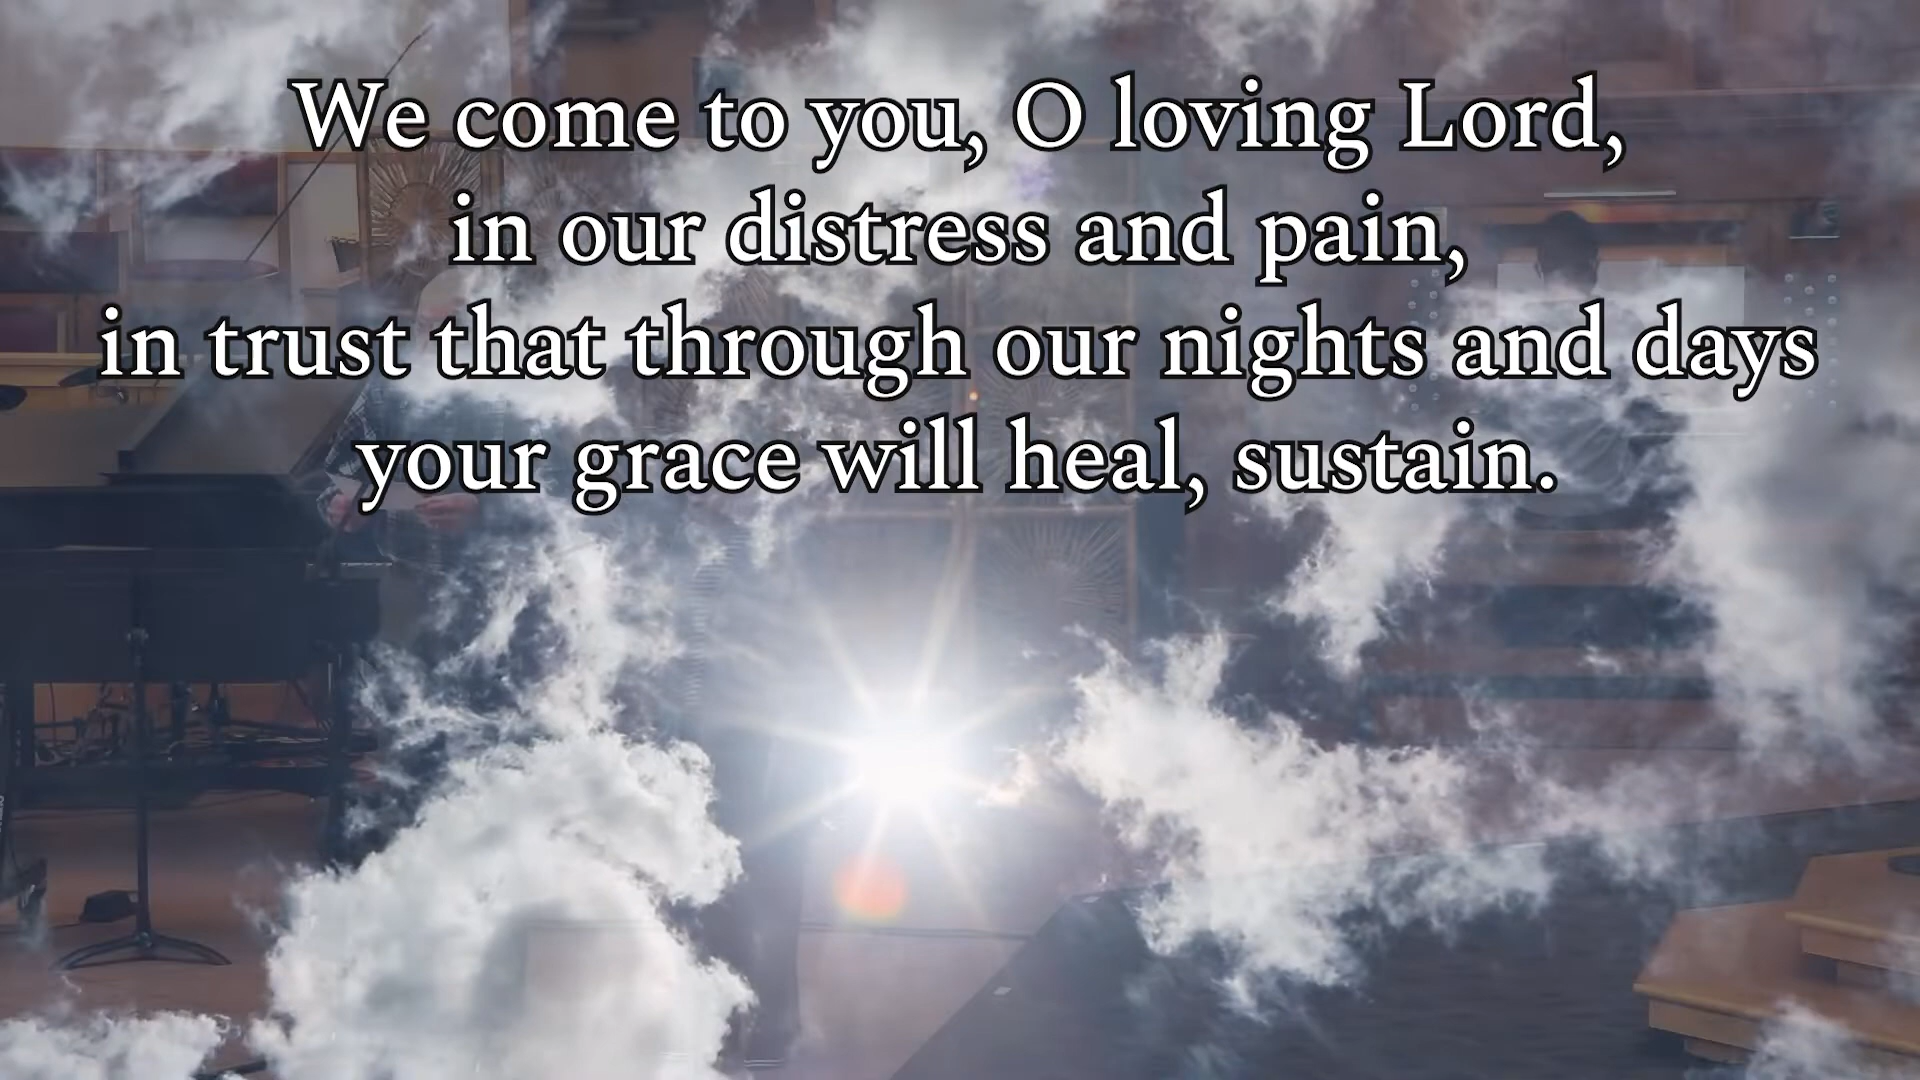 We come to you, O loving Lord,
in our distress and pain,
in trust that through our nights and days
your grace will heal, sustain.